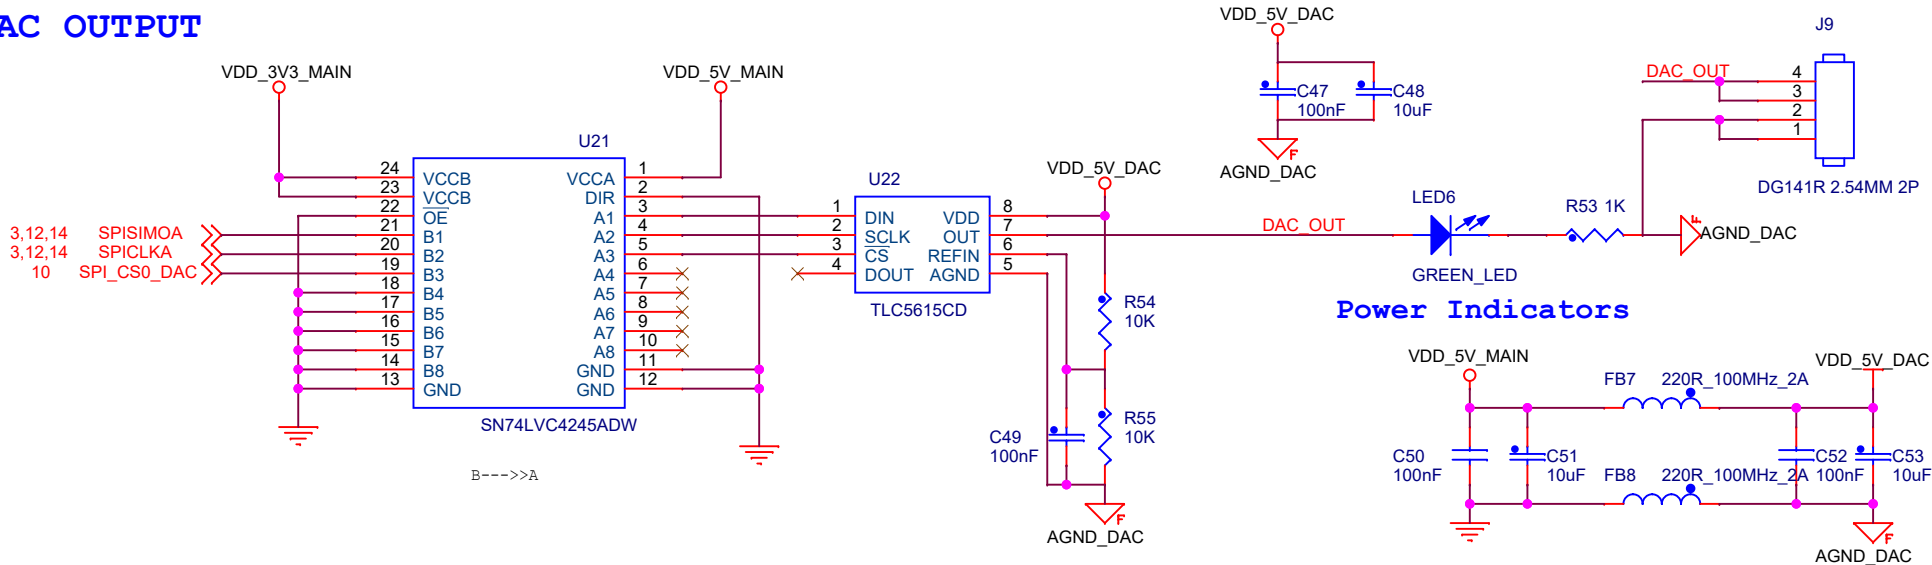 AC OUTPUT
VDD_3V3_MAIN
VDD_5V_MAIN
U21
24 VCCB VCCA 1
23 VCCB DIR 2
22 OE A1 3
3,12,14 SPISIMOA 21 B1 A2 4
3,12,14 SPICLKA 20 B2 A3 5
10 SPI_CS0_DAC 19 B3 A4 6
18 B4 A5 7
17 B5 A6 8
16 B6 A7 9
15 B7 A8 10
14 B8 GND 11
13 GND GND 12
SN74LVC4245ADW
B--->>A
U22
1 DIN VDD 8
2 SCLK OUT 7
3 CS REFIN 6
4 DOUT AGND 5
TLC5615CD
VDD_5V_DAC
R54
10K
R55
10K
C49
100nF
AGND_DAC
F
VDD_5V_DAC
C47
100nF
C48
10uF
F
AGND_DAC
DAC_OUT
LED6
GREEN_LED
R53 1K
F
AGND_DAC
J9
DAC_OUT
4
3
2
1
DG141R 2.54MM 2P
Power Indicators
VDD_5V_MAIN
VDD_5V_DAC
FB7 220R_100MHz_2A
C50
100nF
C51
10uF
FB8 220R_100MHz_2A
C52
100nF
C53
10uF
F
AGND_DAC